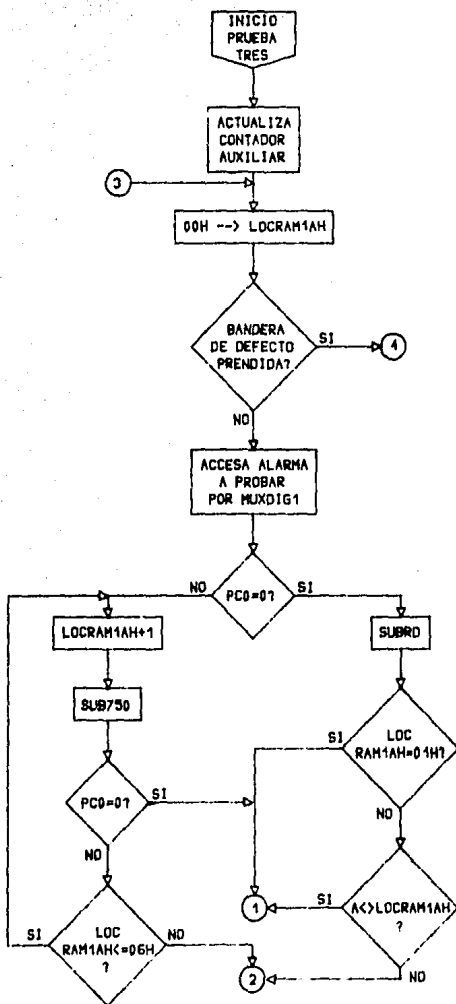 INICIO
PRUEBA
TRES
ACTUALIZA
CONTADOR
AUXILIAR
3
00H --> LOCRAM1AH
BANDERA
DE DEFECTO
PRENDIDA?
SI
4
NO
ACCESA ALARMA
A PROBAR
POR MUXDIG1
NO
PC0=0?
SI
LOCRAM1AH+1
SUBRD
SUB750
SI
LOC
RAM1AH=01H?
PC0=0?
SI
NO
NO
SI
LOC
RAM1AH<=06H
?
NO
1
SI
A<>LOCRAM1AH
?
2
NO